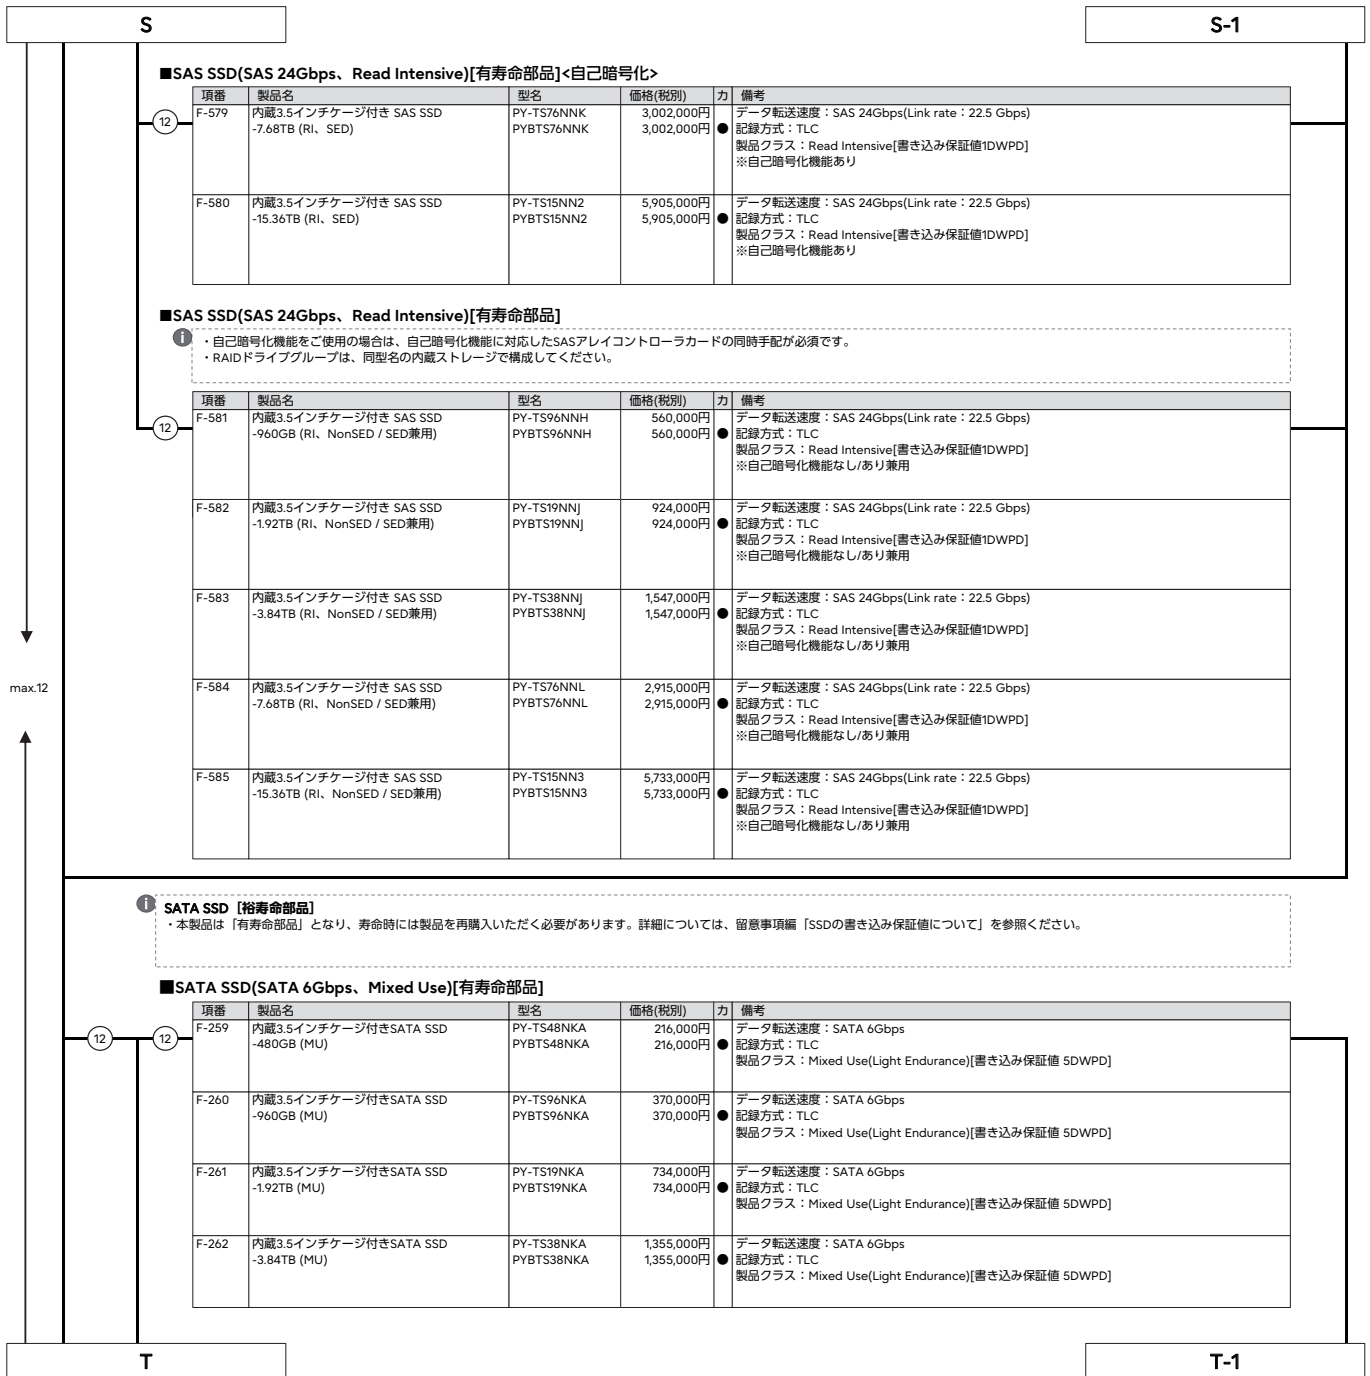 S
S-1
■SAS SSD(SAS 24Gbps、Read Intensive)[有寿命部品]<自己暗号化>
項番 製品名 型名 価格(税別) カ 備考
12
F-579 内蔵3.5インチケージ付き SAS SSD PY-TS76NNK 3,002,000円 データ転送速度：SAS 24Gbps(Link rate：22.5 Gbps)
-7.68TB (RI、SED) PYBTS76NNK 3,002,000円 ● 記録方式：TLC
製品クラス：Read Intensive[書き込み保証値1DWPD]
※自己暗号化機能あり
F-580 内蔵3.5インチケージ付き SAS SSD PY-TS15NN2 5,905,000円 データ転送速度：SAS 24Gbps(Link rate：22.5 Gbps)
-15.36TB (RI、SED) PYBTS15NN2 5,905,000円 ● 記録方式：TLC
製品クラス：Read Intensive[書き込み保証値1DWPD]
※自己暗号化機能あり
■SAS SSD(SAS 24Gbps、Read Intensive)[有寿命部品]
i
・自己暗号化機能をご使用の場合は、自己暗号化機能に対応したSASアレイコントローラカードの同時手配が必須です。
・RAIDドライブグループは、同型名の内蔵ストレージで構成してください。
項番 製品名 型名 価格(税別) カ 備考
12
F-581 内蔵3.5インチケージ付き SAS SSD PY-TS96NNH 560,000円 データ転送速度：SAS 24Gbps(Link rate：22.5 Gbps)
-960GB (RI、NonSED / SED兼用) PYBTS96NNH 560,000円 ● 記録方式：TLC
製品クラス：Read Intensive[書き込み保証値1DWPD]
※自己暗号化機能なし/あり兼用
F-582 内蔵3.5インチケージ付き SAS SSD PY-TS19NNJ 924,000円 データ転送速度：SAS 24Gbps(Link rate：22.5 Gbps)
-1.92TB (RI、NonSED / SED兼用) PYBTS19NNJ 924,000円 ● 記録方式：TLC
製品クラス：Read Intensive[書き込み保証値1DWPD]
※自己暗号化機能なし/あり兼用
F-583 内蔵3.5インチケージ付き SAS SSD PY-TS38NNJ 1,547,000円 データ転送速度：SAS 24Gbps(Link rate：22.5 Gbps)
-3.84TB (RI、NonSED / SED兼用) PYBTS38NNJ 1,547,000円 ● 記録方式：TLC
製品クラス：Read Intensive[書き込み保証値1DWPD]
※自己暗号化機能なし/あり兼用
max.12
F-584 内蔵3.5インチケージ付き SAS SSD PY-TS76NNL 2,915,000円 データ転送速度：SAS 24Gbps(Link rate：22.5 Gbps)
-7.68TB (RI、NonSED / SED兼用) PYBTS76NNL 2,915,000円 ● 記録方式：TLC
製品クラス：Read Intensive[書き込み保証値1DWPD]
※自己暗号化機能なし/あり兼用
F-585 内蔵3.5インチケージ付き SAS SSD PY-TS15NN3 5,733,000円 データ転送速度：SAS 24Gbps(Link rate：22.5 Gbps)
-15.36TB (RI、NonSED / SED兼用) PYBTS15NN3 5,733,000円 ● 記録方式：TLC
製品クラス：Read Intensive[書き込み保証値1DWPD]
※自己暗号化機能なし/あり兼用
i
SATA SSD［裕寿命部品］
・本製品は「有寿命部品」となり、寿命時には製品を再購入いただく必要があります。詳細については、留意事項編「SSDの書き込み保証値について」を参照ください。
■SATA SSD(SATA 6Gbps、Mixed Use)[有寿命部品]
項番 製品名 型名 価格(税別) カ 備考
12 12
F-259 内蔵3.5インチケージ付きSATA SSD PY-TS48NKA 216,000円 データ転送速度：SATA 6Gbps
-480GB (MU) PYBTS48NKA 216,000円 ● 記録方式：TLC
製品クラス：Mixed Use(Light Endurance)[書き込み保証値 5DWPD]
F-260 内蔵3.5インチケージ付きSATA SSD PY-TS96NKA 370,000円 データ転送速度：SATA 6Gbps
-960GB (MU) PYBTS96NKA 370,000円 ● 記録方式：TLC
製品クラス：Mixed Use(Light Endurance)[書き込み保証値 5DWPD]
F-261 内蔵3.5インチケージ付きSATA SSD PY-TS19NKA 734,000円 データ転送速度：SATA 6Gbps
-1.92TB (MU) PYBTS19NKA 734,000円 ● 記録方式：TLC
製品クラス：Mixed Use(Light Endurance)[書き込み保証値 5DWPD]
F-262 内蔵3.5インチケージ付きSATA SSD PY-TS38NKA 1,355,000円 データ転送速度：SATA 6Gbps
-3.84TB (MU) PYBTS38NKA 1,355,000円 ● 記録方式：TLC
製品クラス：Mixed Use(Light Endurance)[書き込み保証値 5DWPD]
T
T-1